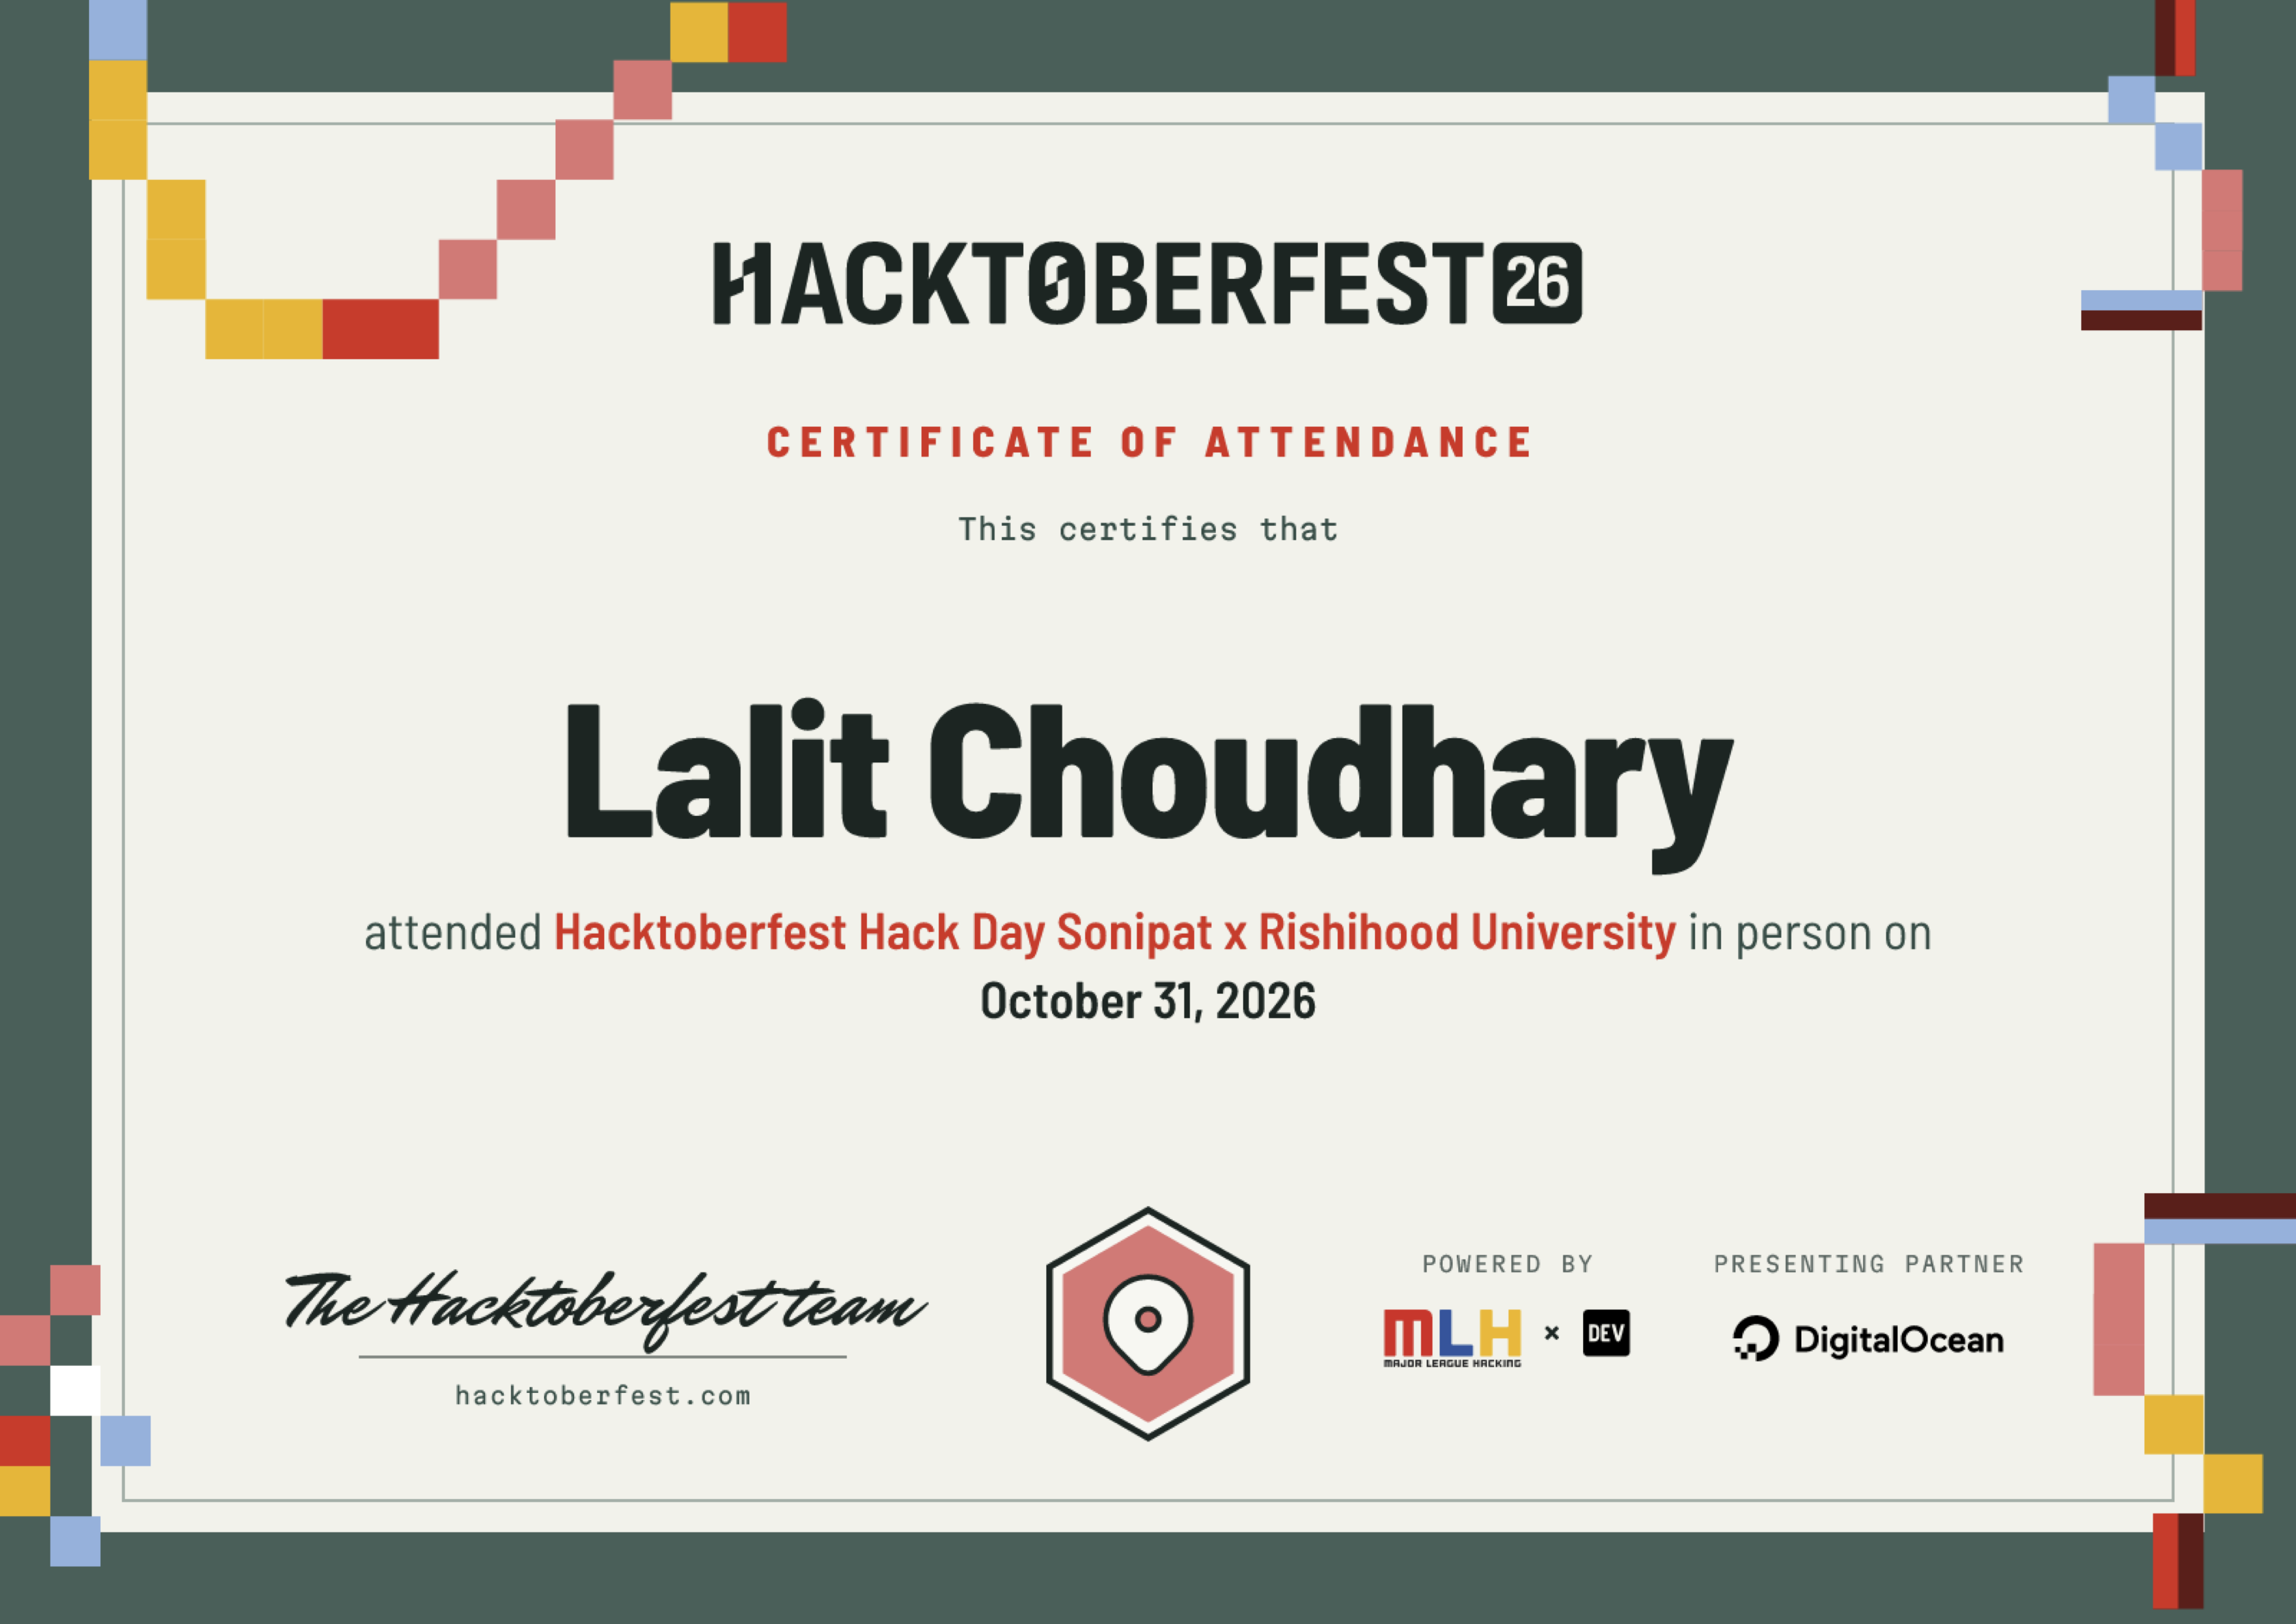 HACKTOBERFEST 26
CERTIFICATE OF ATTENDANCE
This certifies that
Lalit Choudhary
attended Hacktoberfest Hack Day Sonipat x Rishihood University in person on
October 31, 2026
The Hacktoberfest team
hacktoberfest.com
POWERED BY
MLH × DEV
MAJOR LEAGUE HACKING
PRESENTING PARTNER
DigitalOcean